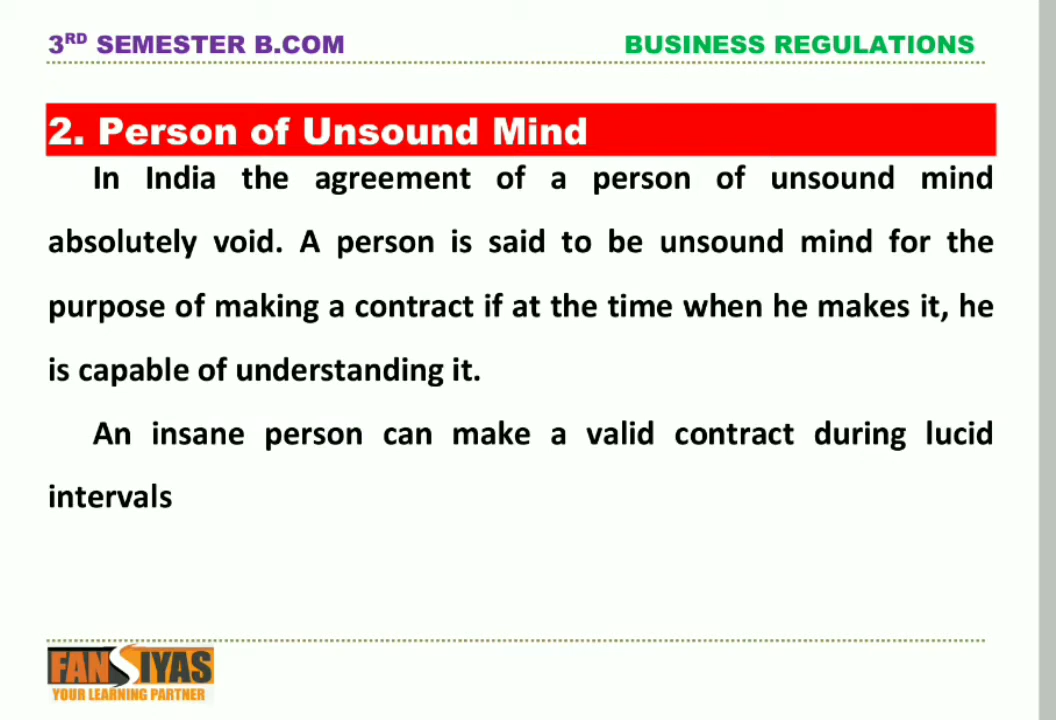 3RD SEMESTER B.COM
BUSINESS REGULATIONS
2. Person of Unsound Mind
In India the agreement of a person of unsound mind
absolutely void. A person is said to be unsound mind for the
purpose of making a contract if at the time when he makes it, he
is capable of understanding it.
An insane person can make a valid contract during lucid
intervals
FANSIYAS
YOUR LEARNING PARTNER